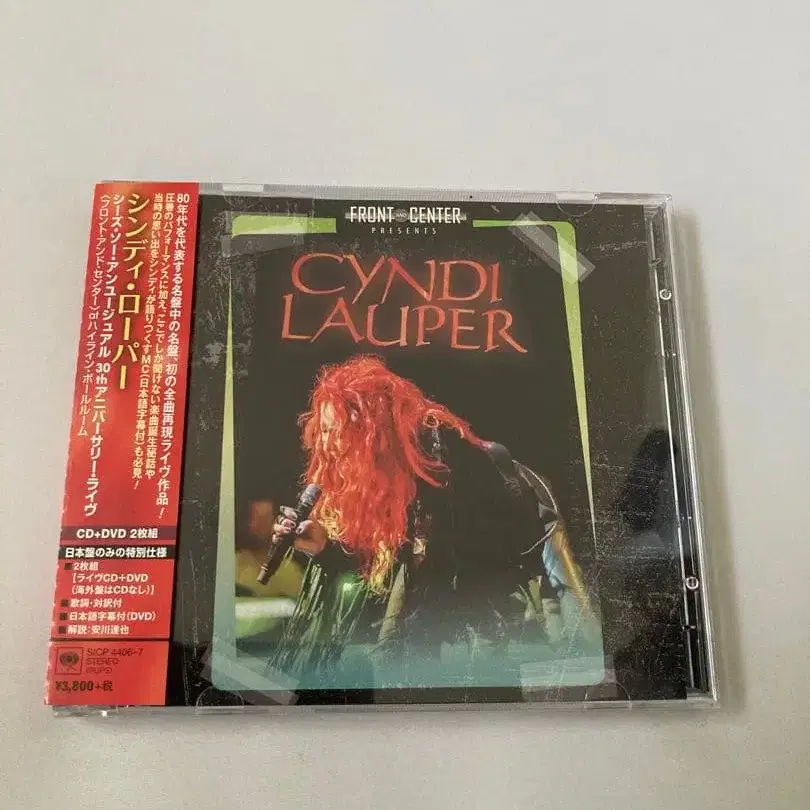 80年代を代表する名盤中の名盤、初の全曲再現ライヴ作品！
圧巻のパフォーマンスに加え、ここでしか聞けない楽曲誕生秘話や
当時の思い出をシンディが語りつくすMC（日本語字幕付）も必見！
シンディ・ローパー
シーズ・ソー・アンユージュアル 30thアニバーサリー・ライヴ
〈フロント・アンド・センター〉atハイライン・ボールルーム
CD+DVD 2枚組
日本盤のみの特別仕様
■2枚組
【ライヴCD+DVD
(海外盤はCDなし)】
■歌詞・対訳付
■日本語字幕付(DVD)
■解説：安川達也
SICP 4406-7
STEREO
¥3,800+税
FRONT AND CENTER
PRESENTS
CYNDI
LAUPER